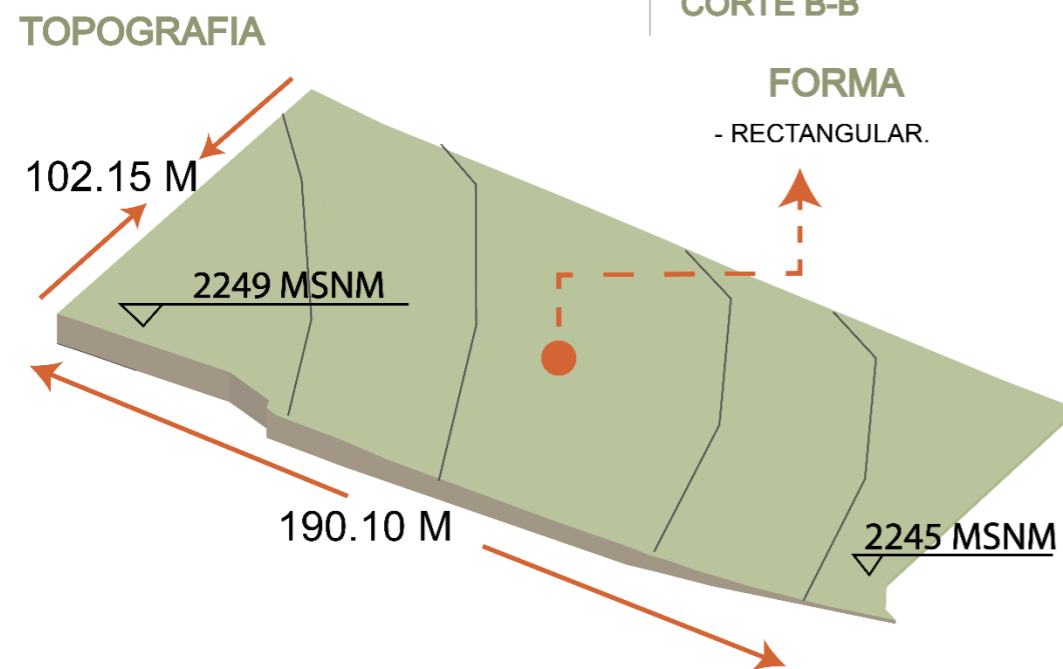 CORTE B-B
TOPOGRAFIA
FORMA
- RECTANGULAR.
102.15 M
2249 MSNM
190.10 M
2245 MSNM